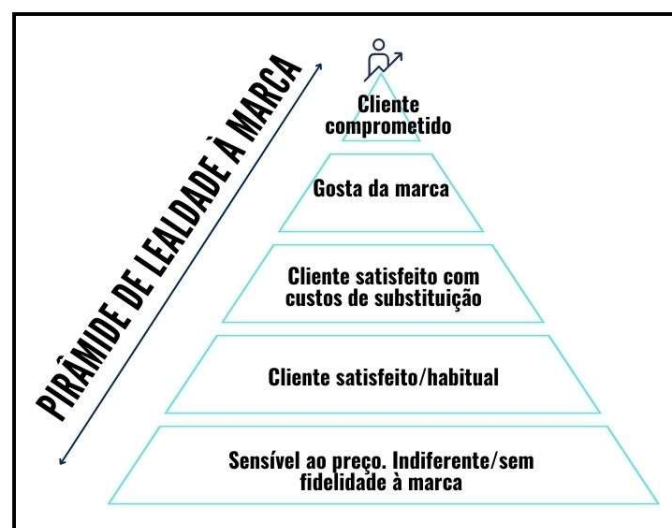 PIRÂMIDE DE LEALDADE À MARCA
Cliente
comprometido
Gosta da marca
Cliente satisfeito com
custos de substituição
Cliente satisfeito/habitual
Sensível ao preço. Indiferente/sem
fidelidade à marca